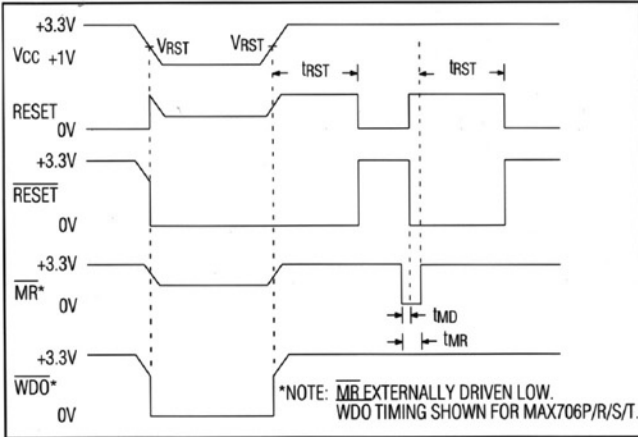 +3.3V
VRST VRST
VCC +1V
tRST tRST
RESET
0V
+3.3V
RESET
0V
+3.3V
MR*
0V
tMD
tMR
+3.3V
WDO*
0V
*NOTE: MR EXTERNALLY DRIVEN LOW.
WDO TIMING SHOWN FOR MAX706P/R/S/T.